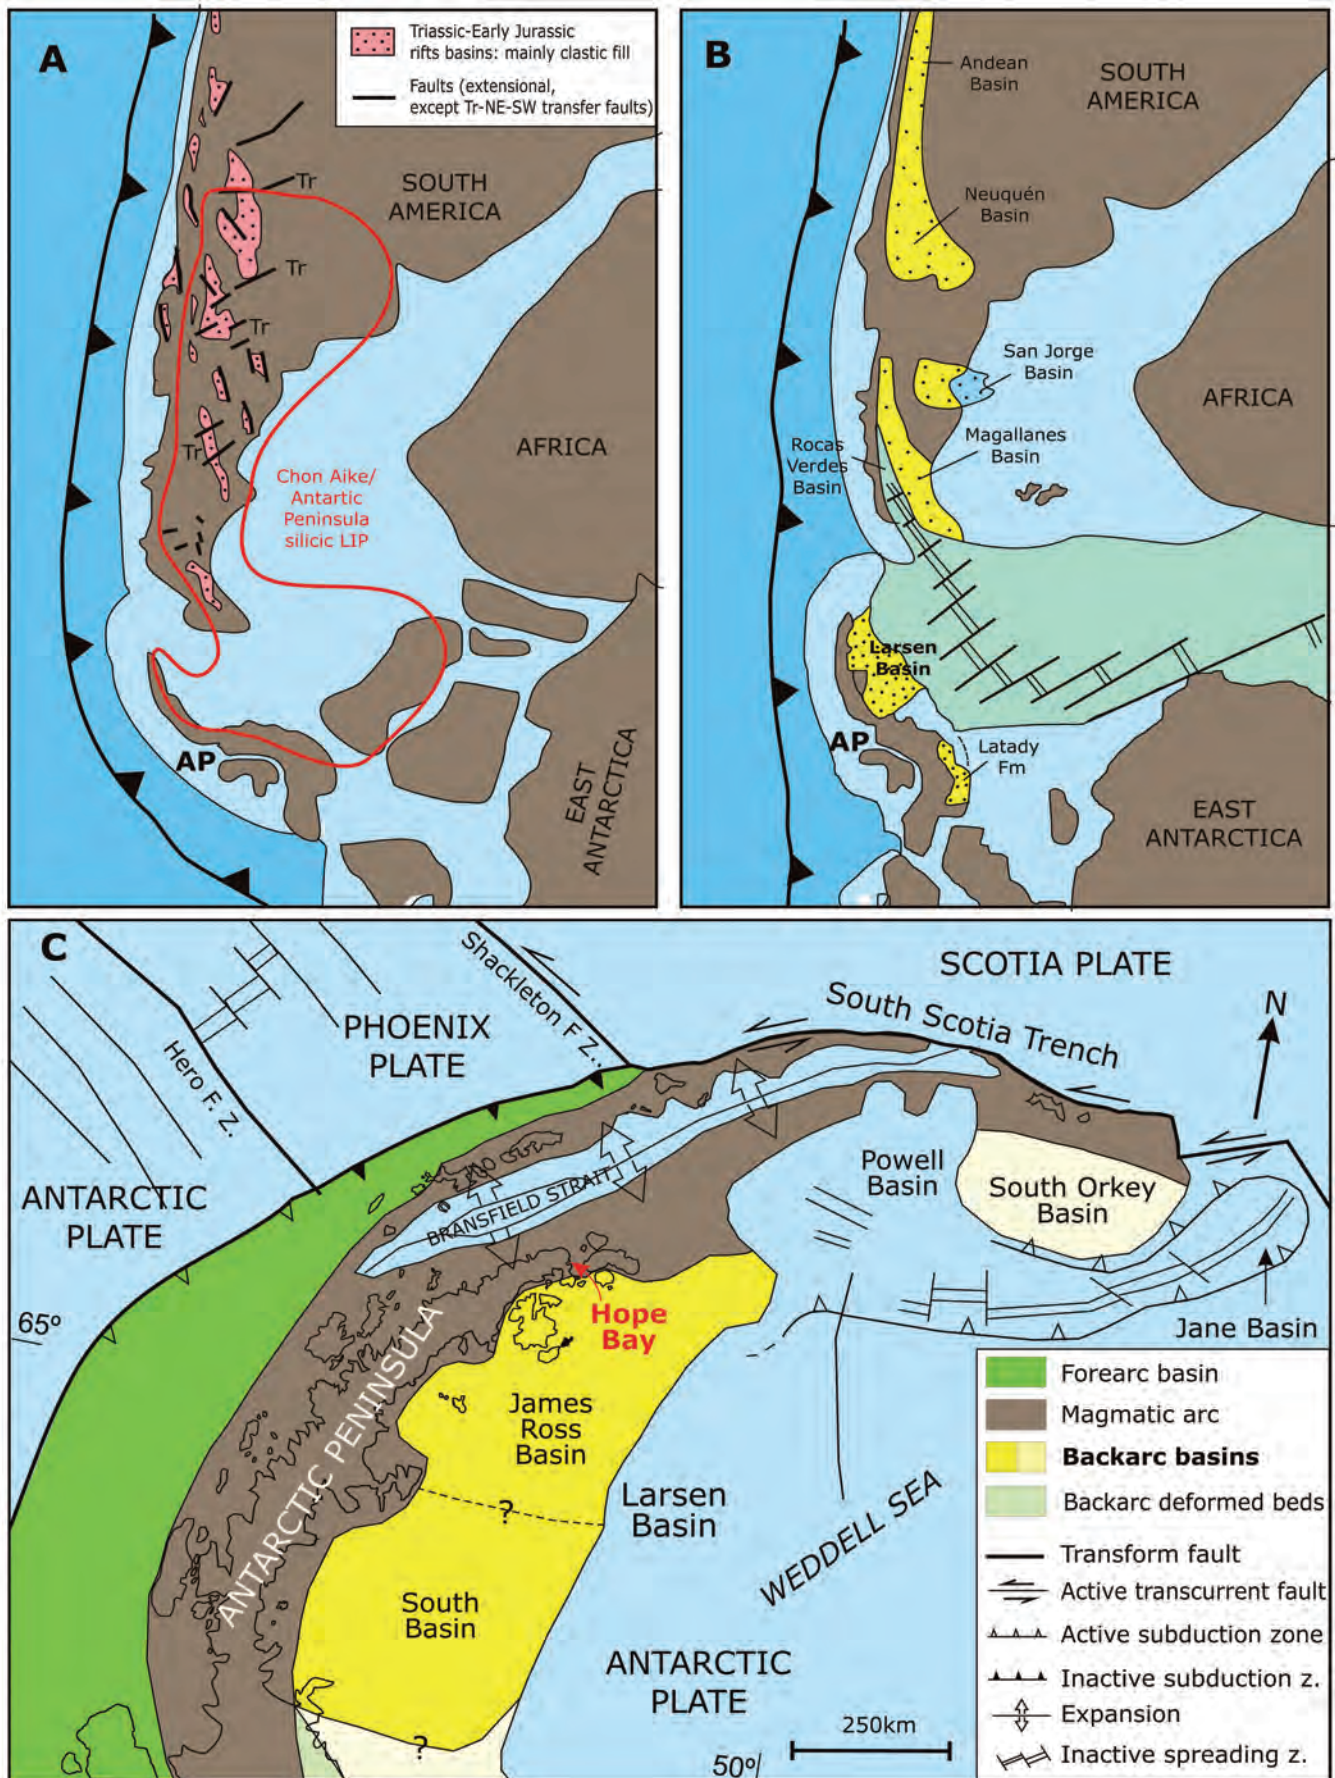 A
Triassic-Early Jurassic
rifts basins: mainly clastic fill
Faults (extensional,
except Tr-NE-SW transfer faults)
Tr
SOUTH
AMERICA
Tr
Tr
AFRICA
Tr
Chon Aike/
Antartic
Peninsula
silicic LIP
AP
EAST
ANTARCTICA
B
Andean
Basin
SOUTH
AMERICA
Neuquén
Basin
San Jorge
Basin
AFRICA
Rocas
Verdes
Basin
Magallanes
Basin
Larsen
Basin
AP
Latady
Fm
EAST
ANTARCTICA
C
Shackleton F Z...
SCOTIA PLATE
South Scotia Trench
N
PHOENIX
PLATE
Hero F. Z.
ANTARCTIC
PLATE
BRANSFIELD STRAIT
Powell
Basin
South Orkey
Basin
65º
Hope
Bay
Jane Basin
ANTARCTIC PENINSULA
James
Ross
Basin
?
Larsen
Basin
WEDDELL SEA
South
Basin
ANTARCTIC
PLATE
?
50º
250km
Forearc basin
Magmatic arc
Backarc basins
Backarc deformed beds
Transform fault
Active transcurrent fault
Active subduction zone
Inactive subduction z.
Expansion
Inactive spreading z.